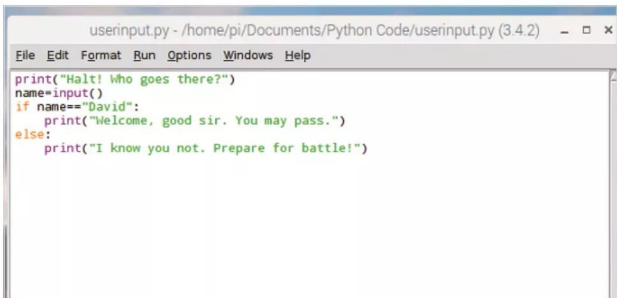 userinput.py - /home/pi/Documents/Python Code/userinput.py (3.4.2)
File Edit Format Run Options Windows Help
print("Halt! Who goes there?")
name=input()
if name=="David":
    print("Welcome, good sir. You may pass.")
else:
    print("I know you not. Prepare for battle!")